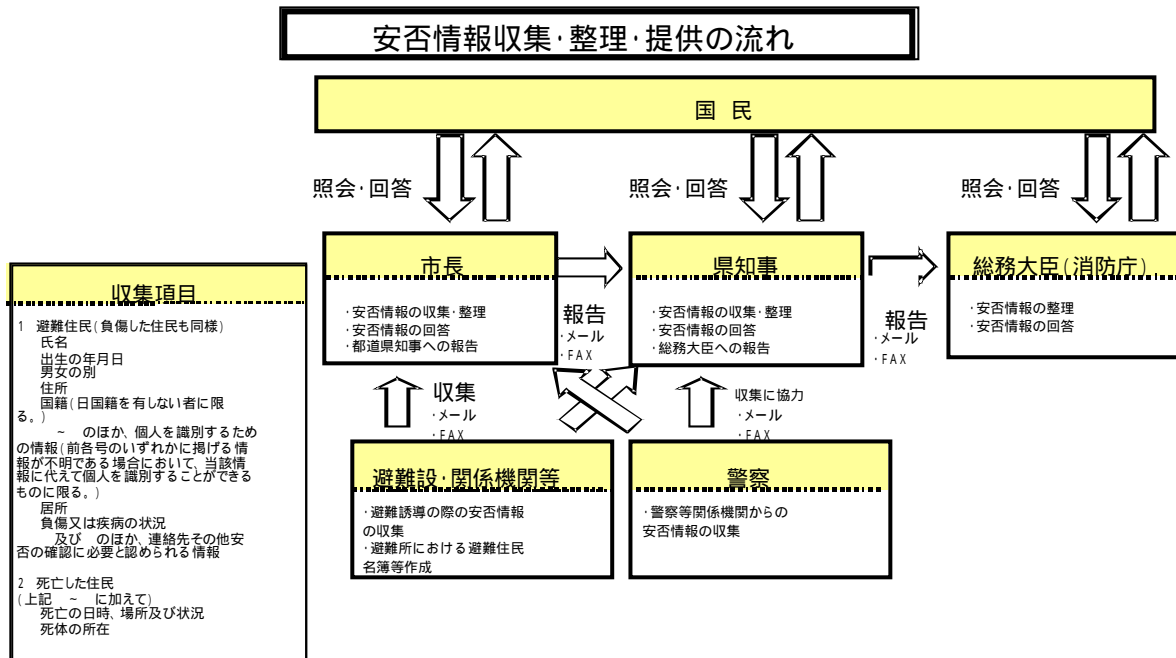 安否情報収集・整理・提供の流れ
国 民
照会・回答
照会・回答
照会・回答
市長
・安否情報の収集・整理
・安否情報の回答
・都道県知事への報告
報告
・メール
・FAX
県知事
・安否情報の収集・整理
・安否情報の回答
・総務大臣への報告
報告
・メール
・FAX
総務大臣(消防庁)
・安否情報の整理
・安否情報の回答
収集項目
1 避難住民(負傷した住民も同様)
氏名
出生の年月日
男女の別
住所
国籍(日国籍を有しない者に限
る。)
~ のほか、個人を識別するため
の情報(前各号のいずれかに掲げる情
報が不明である場合において、当該情
報に代えて個人を識別することができる
ものに限る。)
居所
負傷又は疾病の状況
及び のほか、連絡先その他安
否の確認に必要と認められる情報
2 死亡した住民
(上記 ~ に加えて)
死亡の日時、場所及び状況
死体の所在
収集
・メール
・FAX
収集に協力
・メール
・FAX
避難設・関係機関等
・避難誘導の際の安否情報
の収集
・避難所における避難住民
名簿等作成
警察
・警察等関係機関からの
安否情報の収集